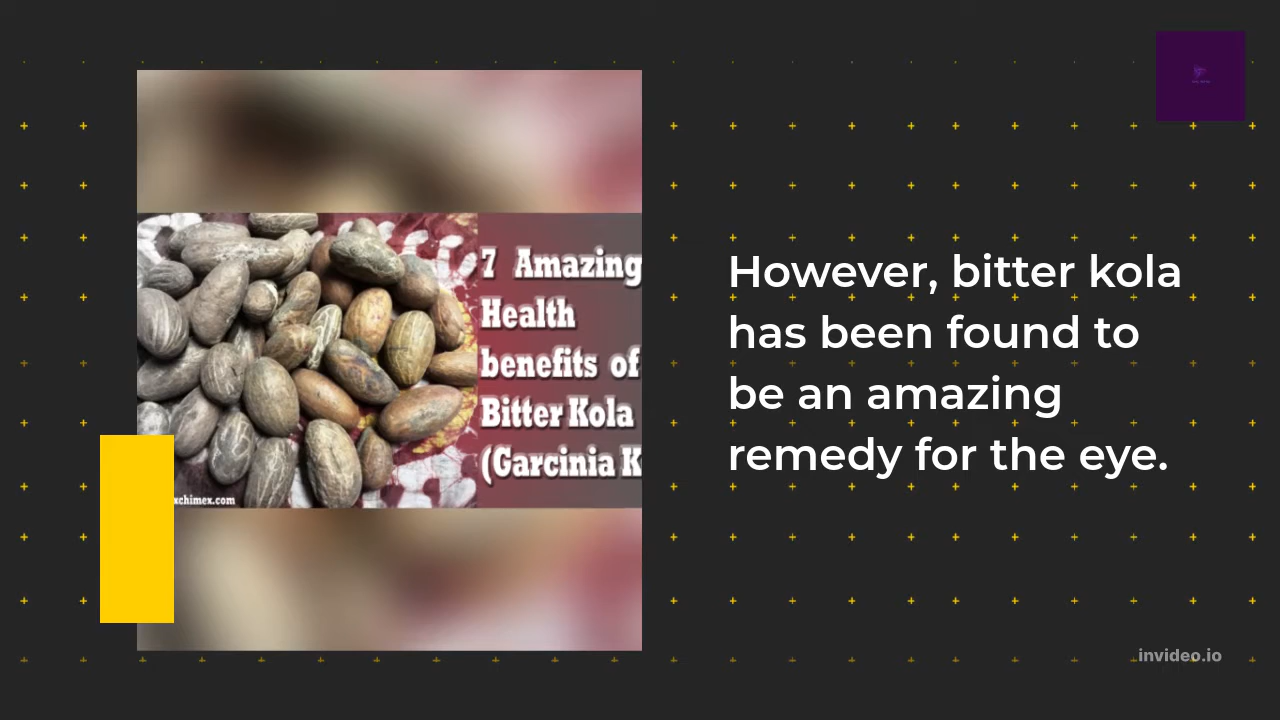 7 Amazing
Health
benefits of
Bitter Kola
(Garcinia K
xchimex.com
However, bitter kola
has been found to
be an amazing
remedy for the eye.
invideo.io